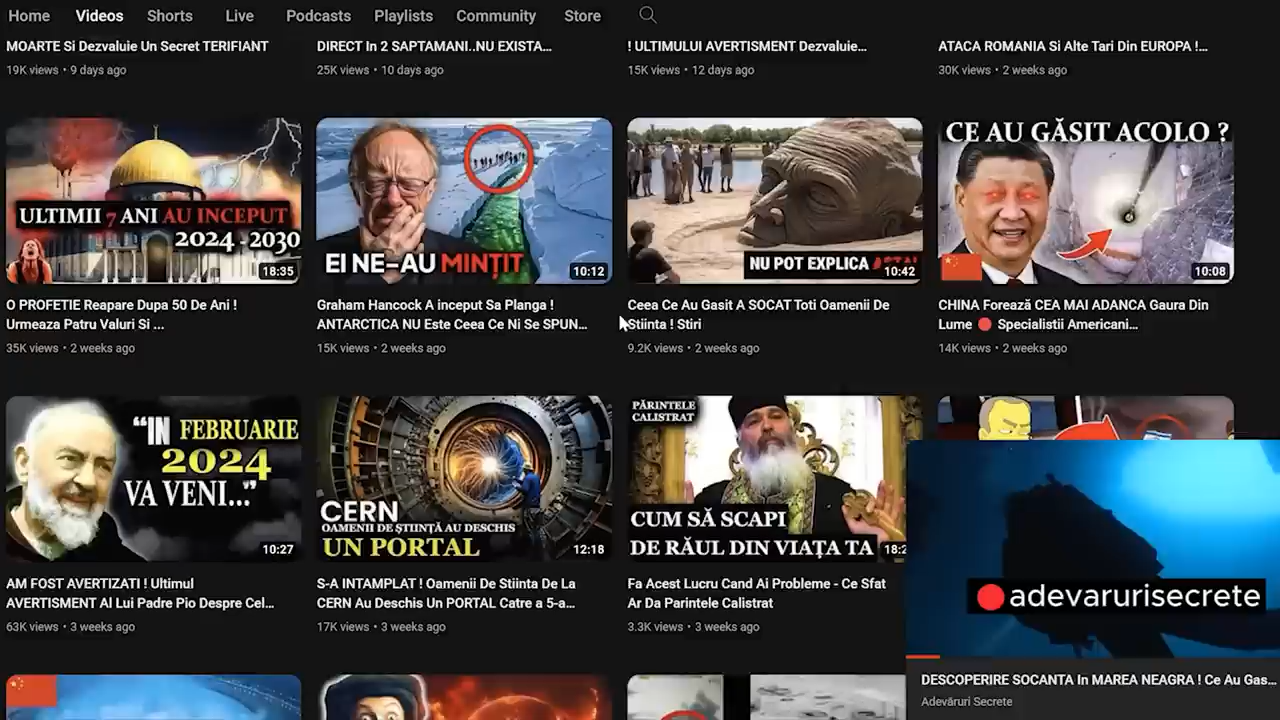 Home Videos Shorts Live Podcasts Playlists Community Store
MOARTE Si Dezvaluie Un Secret TERIFIANT
19K views • 9 days ago
DIRECT In 2 SAPTAMANI..NU EXISTA...
25K views • 10 days ago
! ULTIMULUI AVERTISMENT Dezvaluie...
15K views • 12 days ago
ATACA ROMANIA Si Alte Tari Din EUROPA !...
30K views • 2 weeks ago
ULTIMII 7 ANI AU INCEPUT
2024 - 2030
18:35
O PROFETIE Reapare Dupa 50 De Ani !
Urmeaza Patru Valuri Si ...
35K views • 2 weeks ago
EI NE-AU MINȚIT
10:12
Graham Hancock A inceput Sa Planga !
ANTARCTICA NU Este Ceea Ce Ni Se SPUN...
15K views • 2 weeks ago
NU POT EXPLICA
10:42
Ceea Ce Au Gasit A SOCAT Toti Oamenii De
Stiinta ! Stiri
9.2K views • 2 weeks ago
CE AU GĂSIT ACOLO ?
10:08
CHINA Forează CEA MAI ADANCA Gaura Din
Lume 🔴 Specialistii Americani...
14K views • 2 weeks ago
“IN FEBRUARIE
2024
VA VENI...”
10:27
AM FOST AVERTIZATI ! Ultimul
AVERTISMENT Al Lui Padre Pio Despre Cel...
63K views • 3 weeks ago
CERN
OAMENII DE ȘTIINȚĂ AU DESCHIS
UN PORTAL
12:18
S-A INTAMPLAT ! Oamenii De Stiinta De La
CERN Au Deschis Un PORTAL Catre a 5-a...
17K views • 3 weeks ago
PĂRINTELE
CALISTRAT
CUM SĂ SCAPI
DE RĂUL DIN VIAȚA TA
18:2
Fa Acest Lucru Cand Ai Probleme - Ce Sfat
Ar Da Parintele Calistrat
3.3K views • 3 weeks ago
adevarurisecrete
DESCOPERIRE SOCANTA In MAREA NEAGRA ! Ce Au Gas...
Adevăruri Secrete